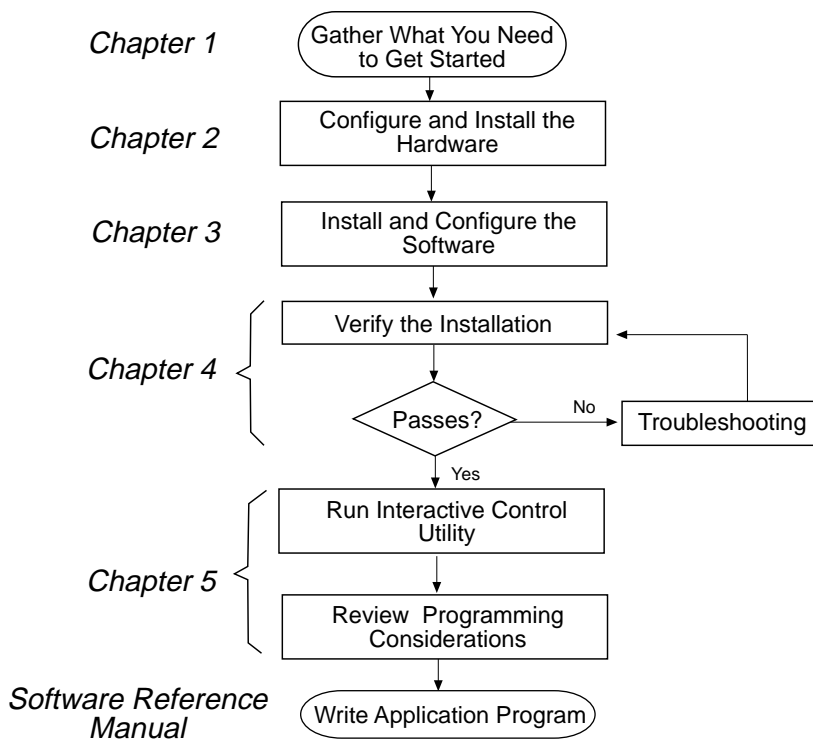 Chapter 1
Gather What You Need
to Get Started
Chapter 2
Configure and Install the
Hardware
Chapter 3
Install and Configure the
Software
Chapter 4
Verify the Installation
Passes?
No
Troubleshooting
Yes
Chapter 5
Run Interactive Control
Utility
Review Programming
Considerations
Software Reference
Manual
Write Application Program